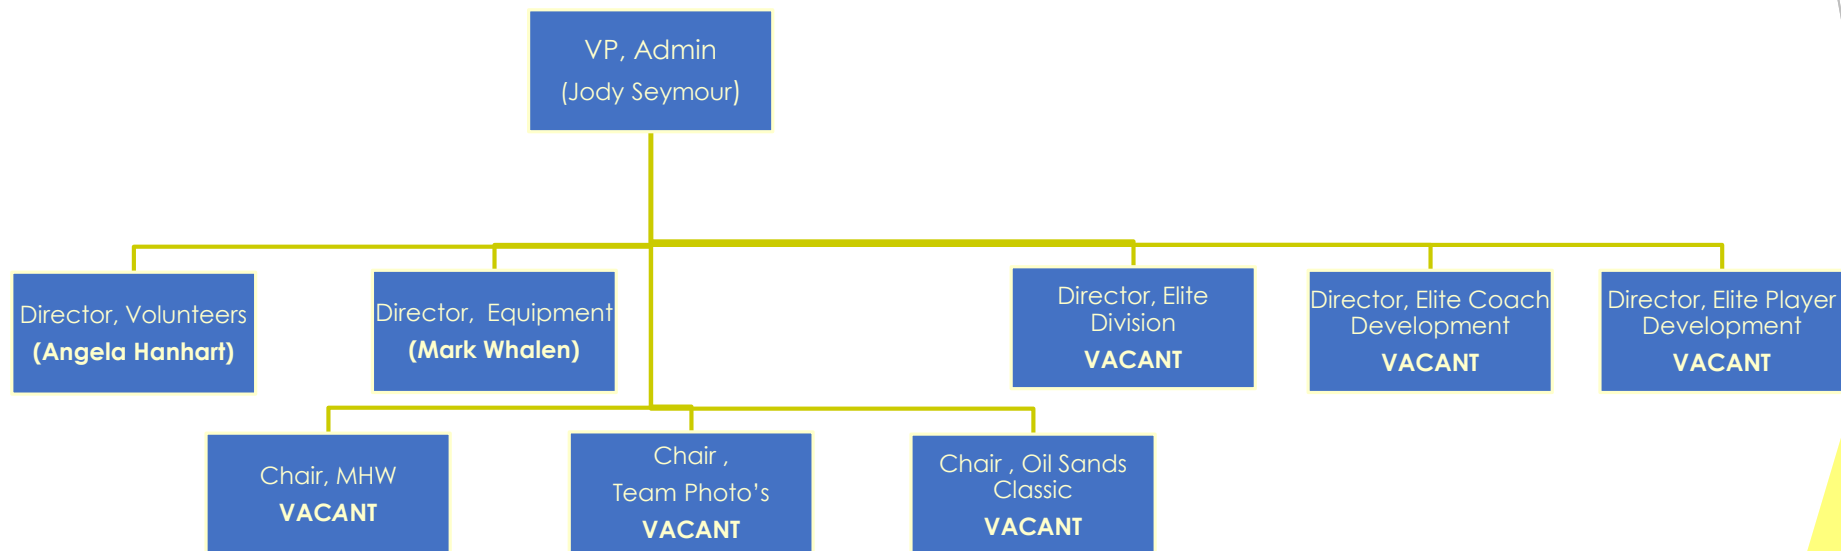 VP, Admin
(Jody Seymour)
Director, Volunteers
(Angela Hanhart)
Director,  Equipment
(Mark Whalen)
Director, Elite
Division
VACANT
Director, Elite Coach
Development
VACANT
Director, Elite Player
Development
VACANT
Chair, MHW
VACANT
Chair ,
Team Photo’s
VACANT
Chair , Oil Sands
Classic
VACANT